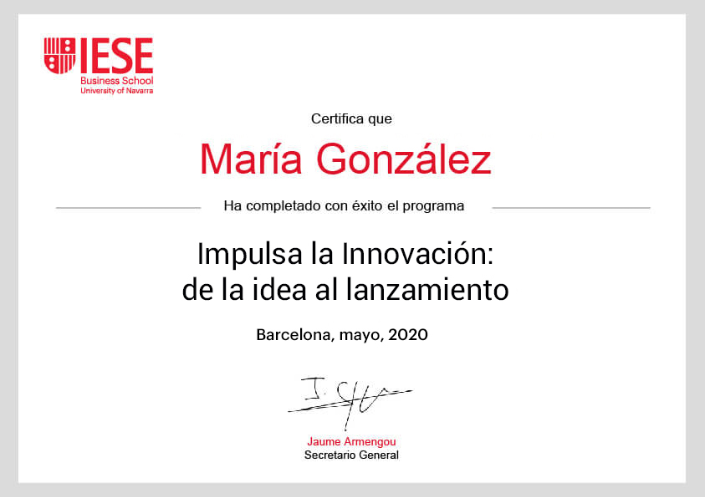 IESE
Business School
University of Navarra
Certifica que
María González
Ha completado con éxito el programa
Impulsa la Innovación:
de la idea al lanzamiento
Barcelona, mayo, 2020
Jaume Armengou
Secretario General